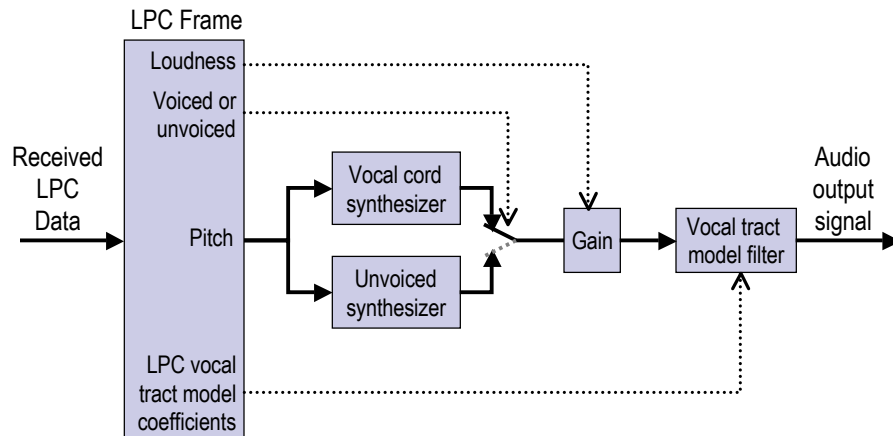 LPC Frame
Loudness
Voiced or
unvoiced
Received
LPC
Data
Pitch
Vocal cord
synthesizer
Unvoiced
synthesizer
Gain
Vocal tract
model filter
Audio
output
signal
LPC vocal
tract model
coefficients